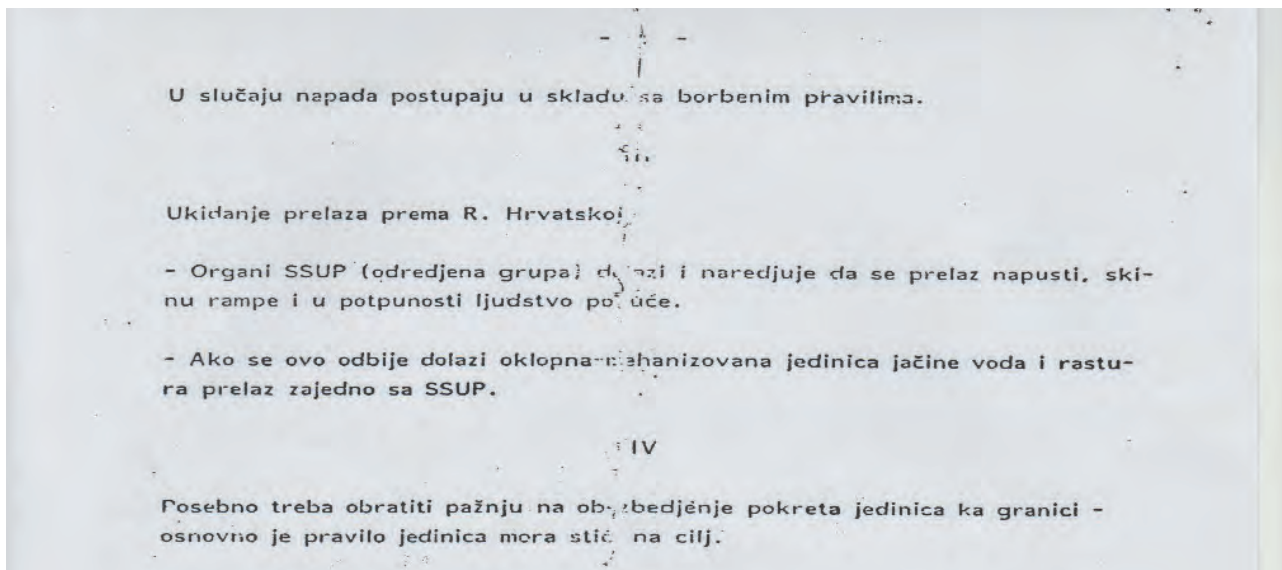 U slučaju napada postupaju u skladu sa borbenim pravilima.
Ukidanje prelaza prema R. Hrvatskoj
- Organi SSUP (odredjena grupa) dolazi i naredjuje da se prelaz napusti, ski-
nu rampe i u potpunosti ljudstvo povuče.
- Ako se ovo odbije dolazi oklopna-mehanizovana jedinica jačine voda i rastu-
ra prelaz zajedno sa SSUP.
IV
Posebno treba obratiti pažnju na obezbedjenje pokreta jedinica ka granici -
osnovno je pravilo jedinica mora stići na cilj.